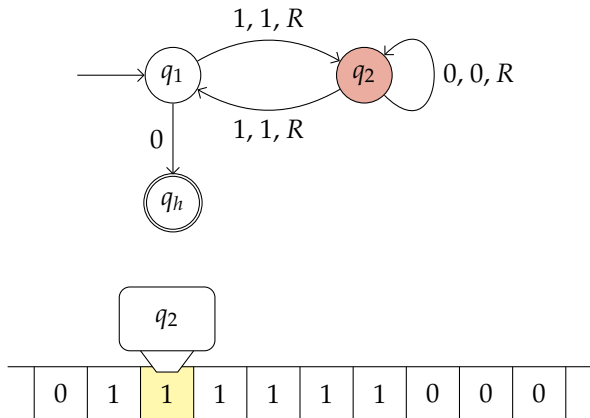 1, 1, R
q1 q2 0, 0, R
1, 1, R
0
qh
q2
0 1 1 1 1 1 1 0 0 0